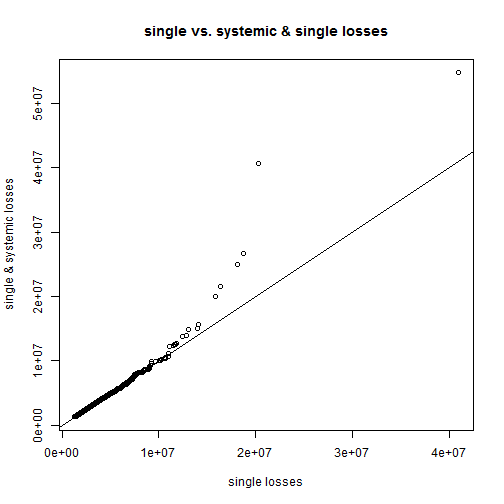 single vs. systemic & single losses
single & systemic losses
5e+07
4e+07
3e+07
2e+07
1e+07
0e+00
0e+00 1e+07 2e+07 3e+07 4e+07
single losses